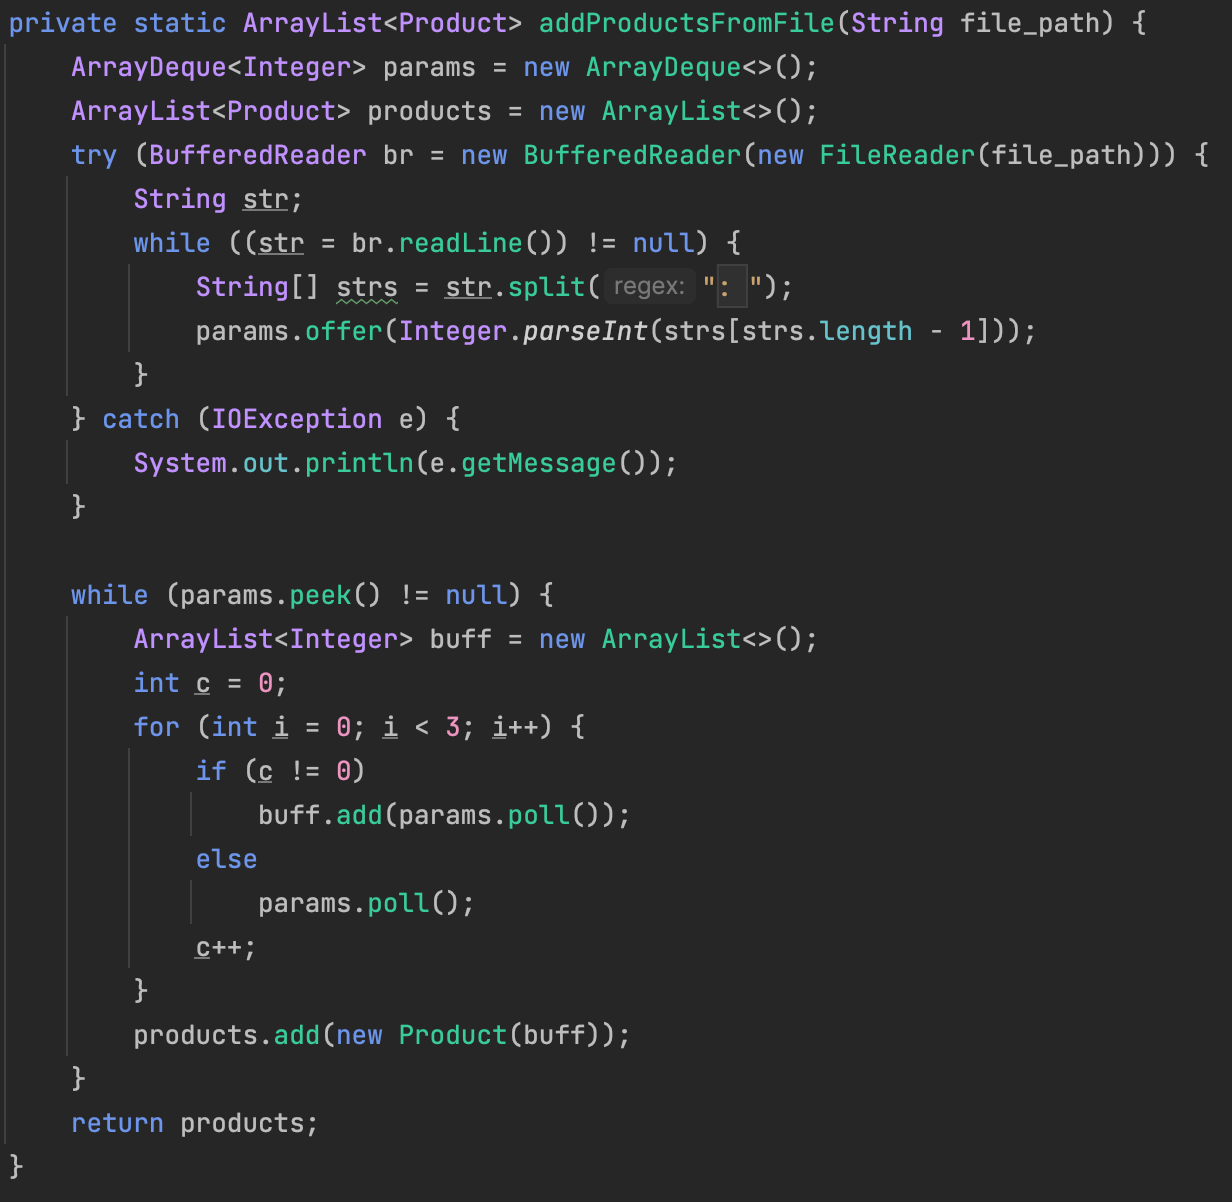 private static ArrayList<Product> addProductsFromFile(String file_path) {
    ArrayDeque<Integer> params = new ArrayDeque<>();
    ArrayList<Product> products = new ArrayList<>();
    try (BufferedReader br = new BufferedReader(new FileReader(file_path))) {
        String str;
        while ((str = br.readLine()) != null) {
            String[] strs = str.split( regex: ": ");
            params.offer(Integer.parseInt(strs[strs.length - 1]));
        }
    } catch (IOException e) {
        System.out.println(e.getMessage());
    }
    while (params.peek() != null) {
        ArrayList<Integer> buff = new ArrayList<>();
        int c = 0;
        for (int i = 0; i < 3; i++) {
            if (c != 0)
                buff.add(params.poll());
            else
                params.poll();
            c++;
        }
        products.add(new Product(buff));
    }
    return products;
}